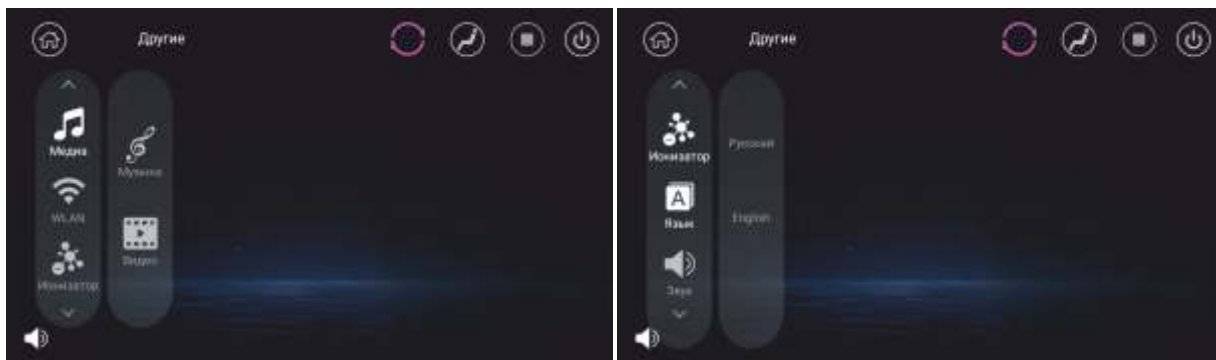 Другие
Медиа
Музыка
WLAN
Видео
Ионизатор
Другие
Ионизатор
Русский
A
Язык
English
Звук